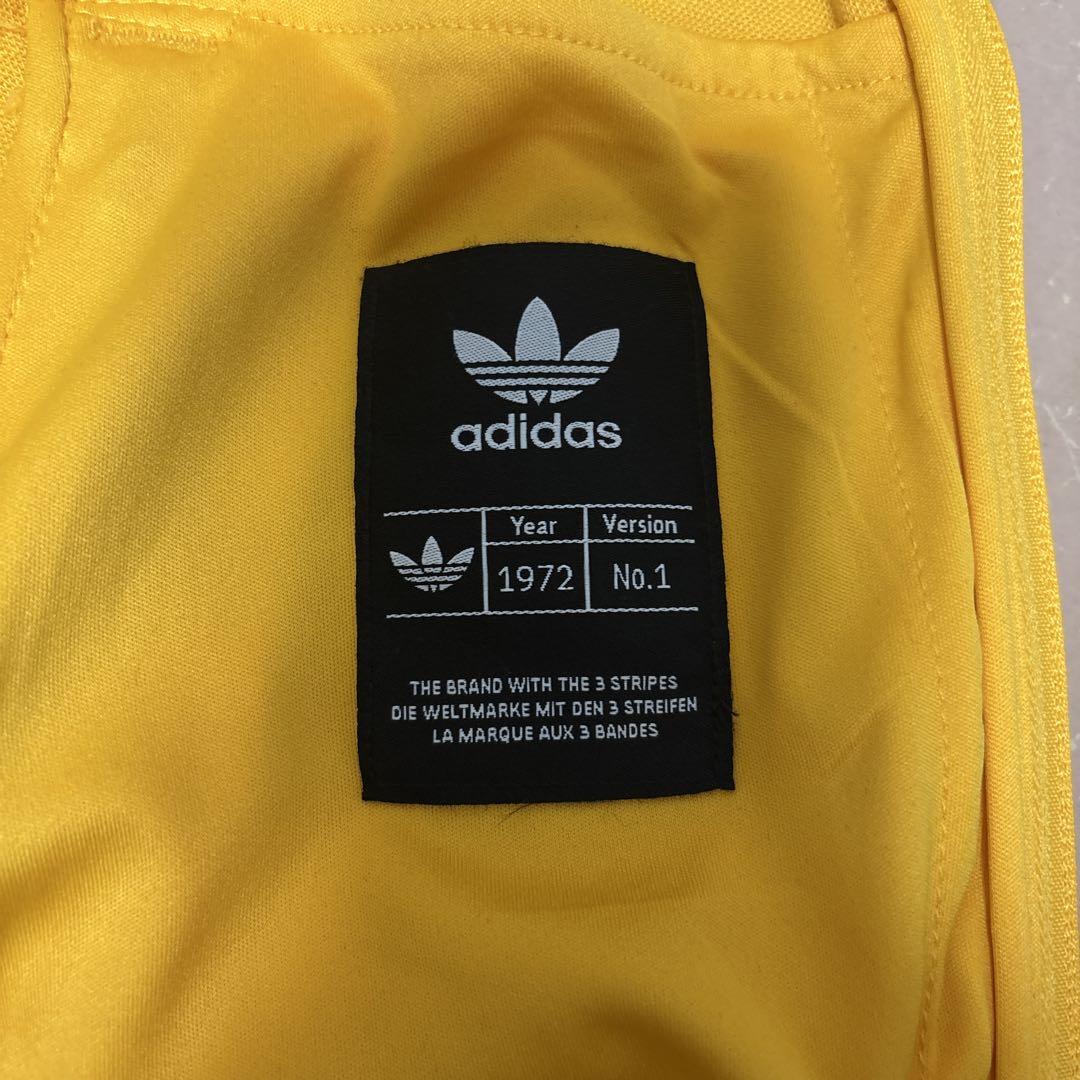 adidas
Year Version
1972 No.1
THE BRAND WITH THE 3 STRIPES
DIE WELTMARKE MIT DEN 3 STREIFEN
LA MARQUE AUX 3 BANDES